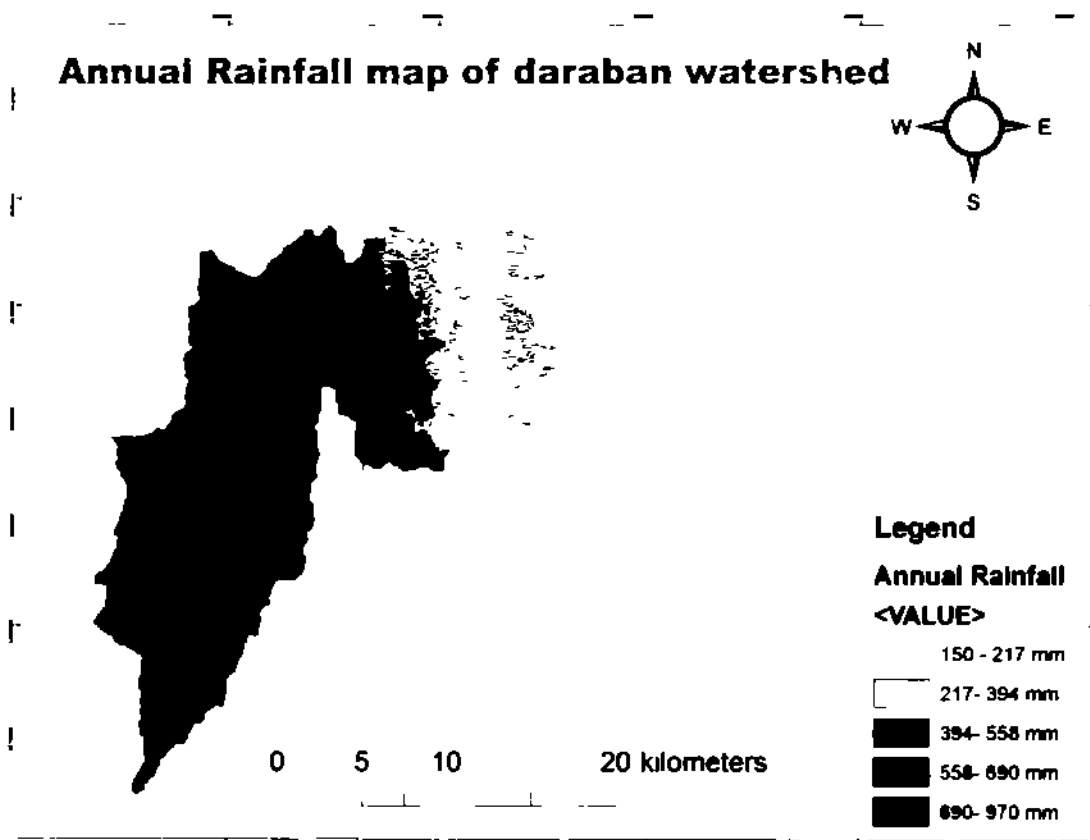 Annual Rainfall map of daraban watershed
N
W E
S
Legend
Annual Rainfall
<VALUE>
150 - 217 mm
217- 394 mm
394- 558 mm
558- 690 mm
690- 970 mm
0 5 10 20 kilometers